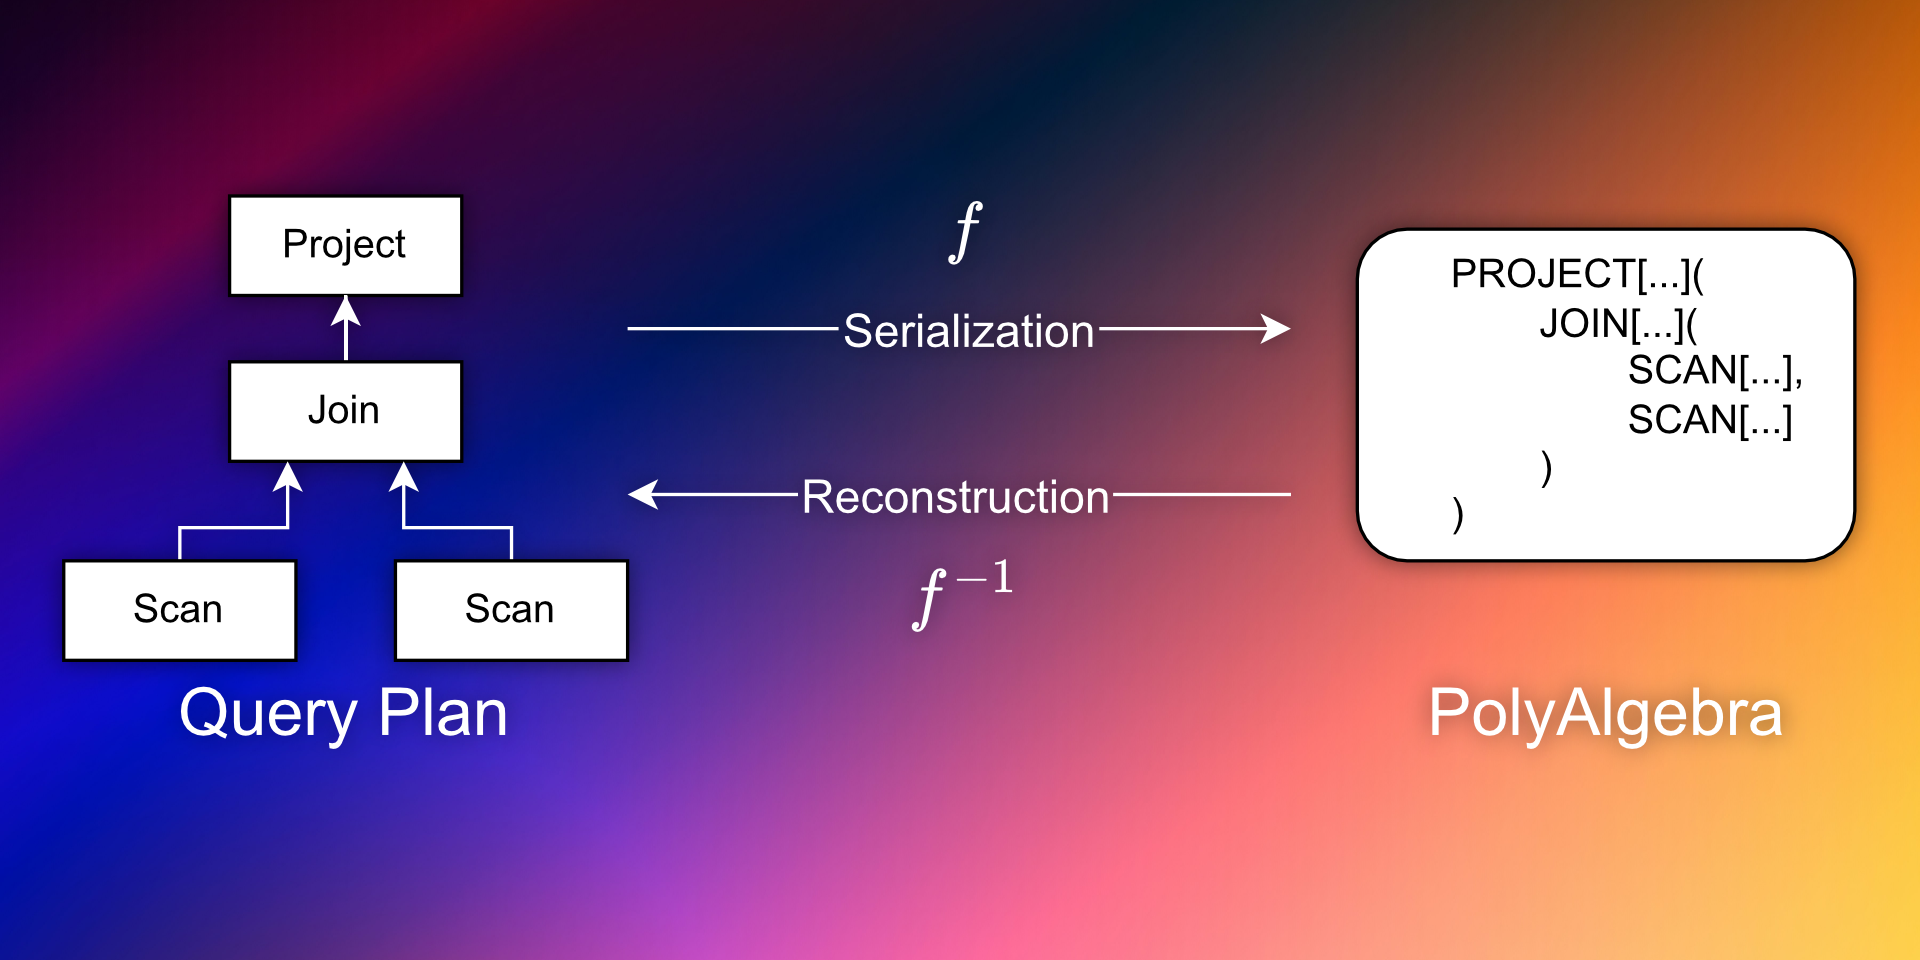 Project
Join
Scan
Scan
Query Plan
f
Serialization
Reconstruction
f⁻¹
PROJECT[...](
JOIN[...](
SCAN[...],
SCAN[...]
)
)
PolyAlgebra